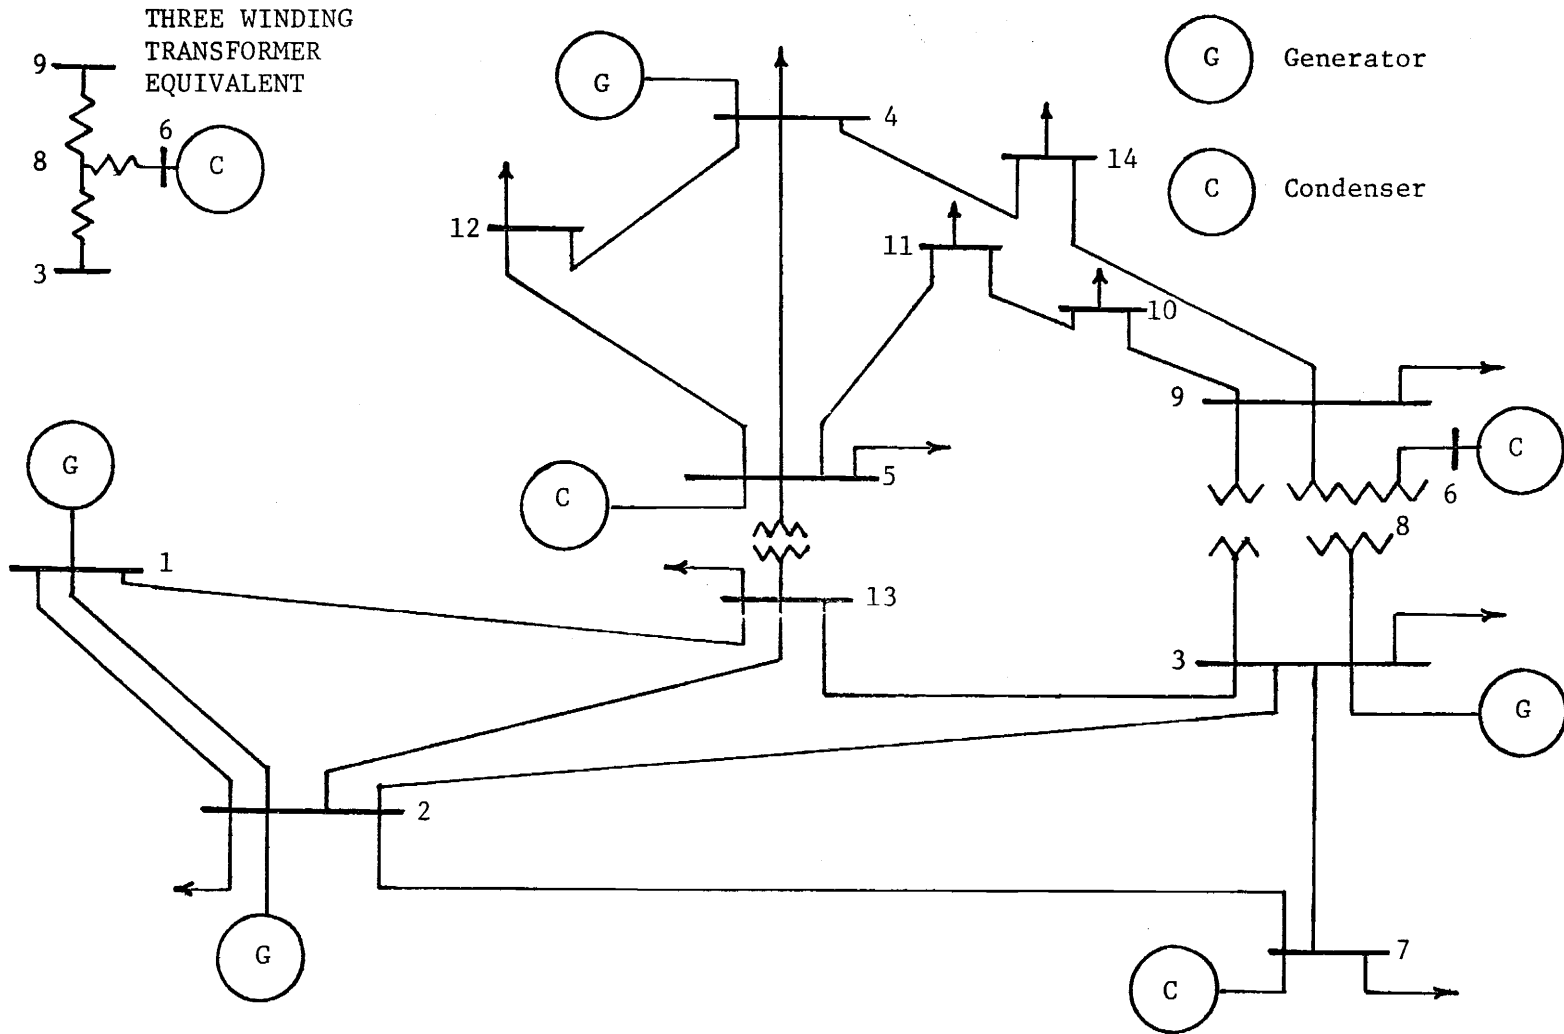 THREE WINDING
TRANSFORMER
EQUIVALENT
9
6
8
C
3
G
4
G Generator
14
C Condenser
12
11
10
9
G
5
C
C
6
8
1
13
3
G
2
G
7
C